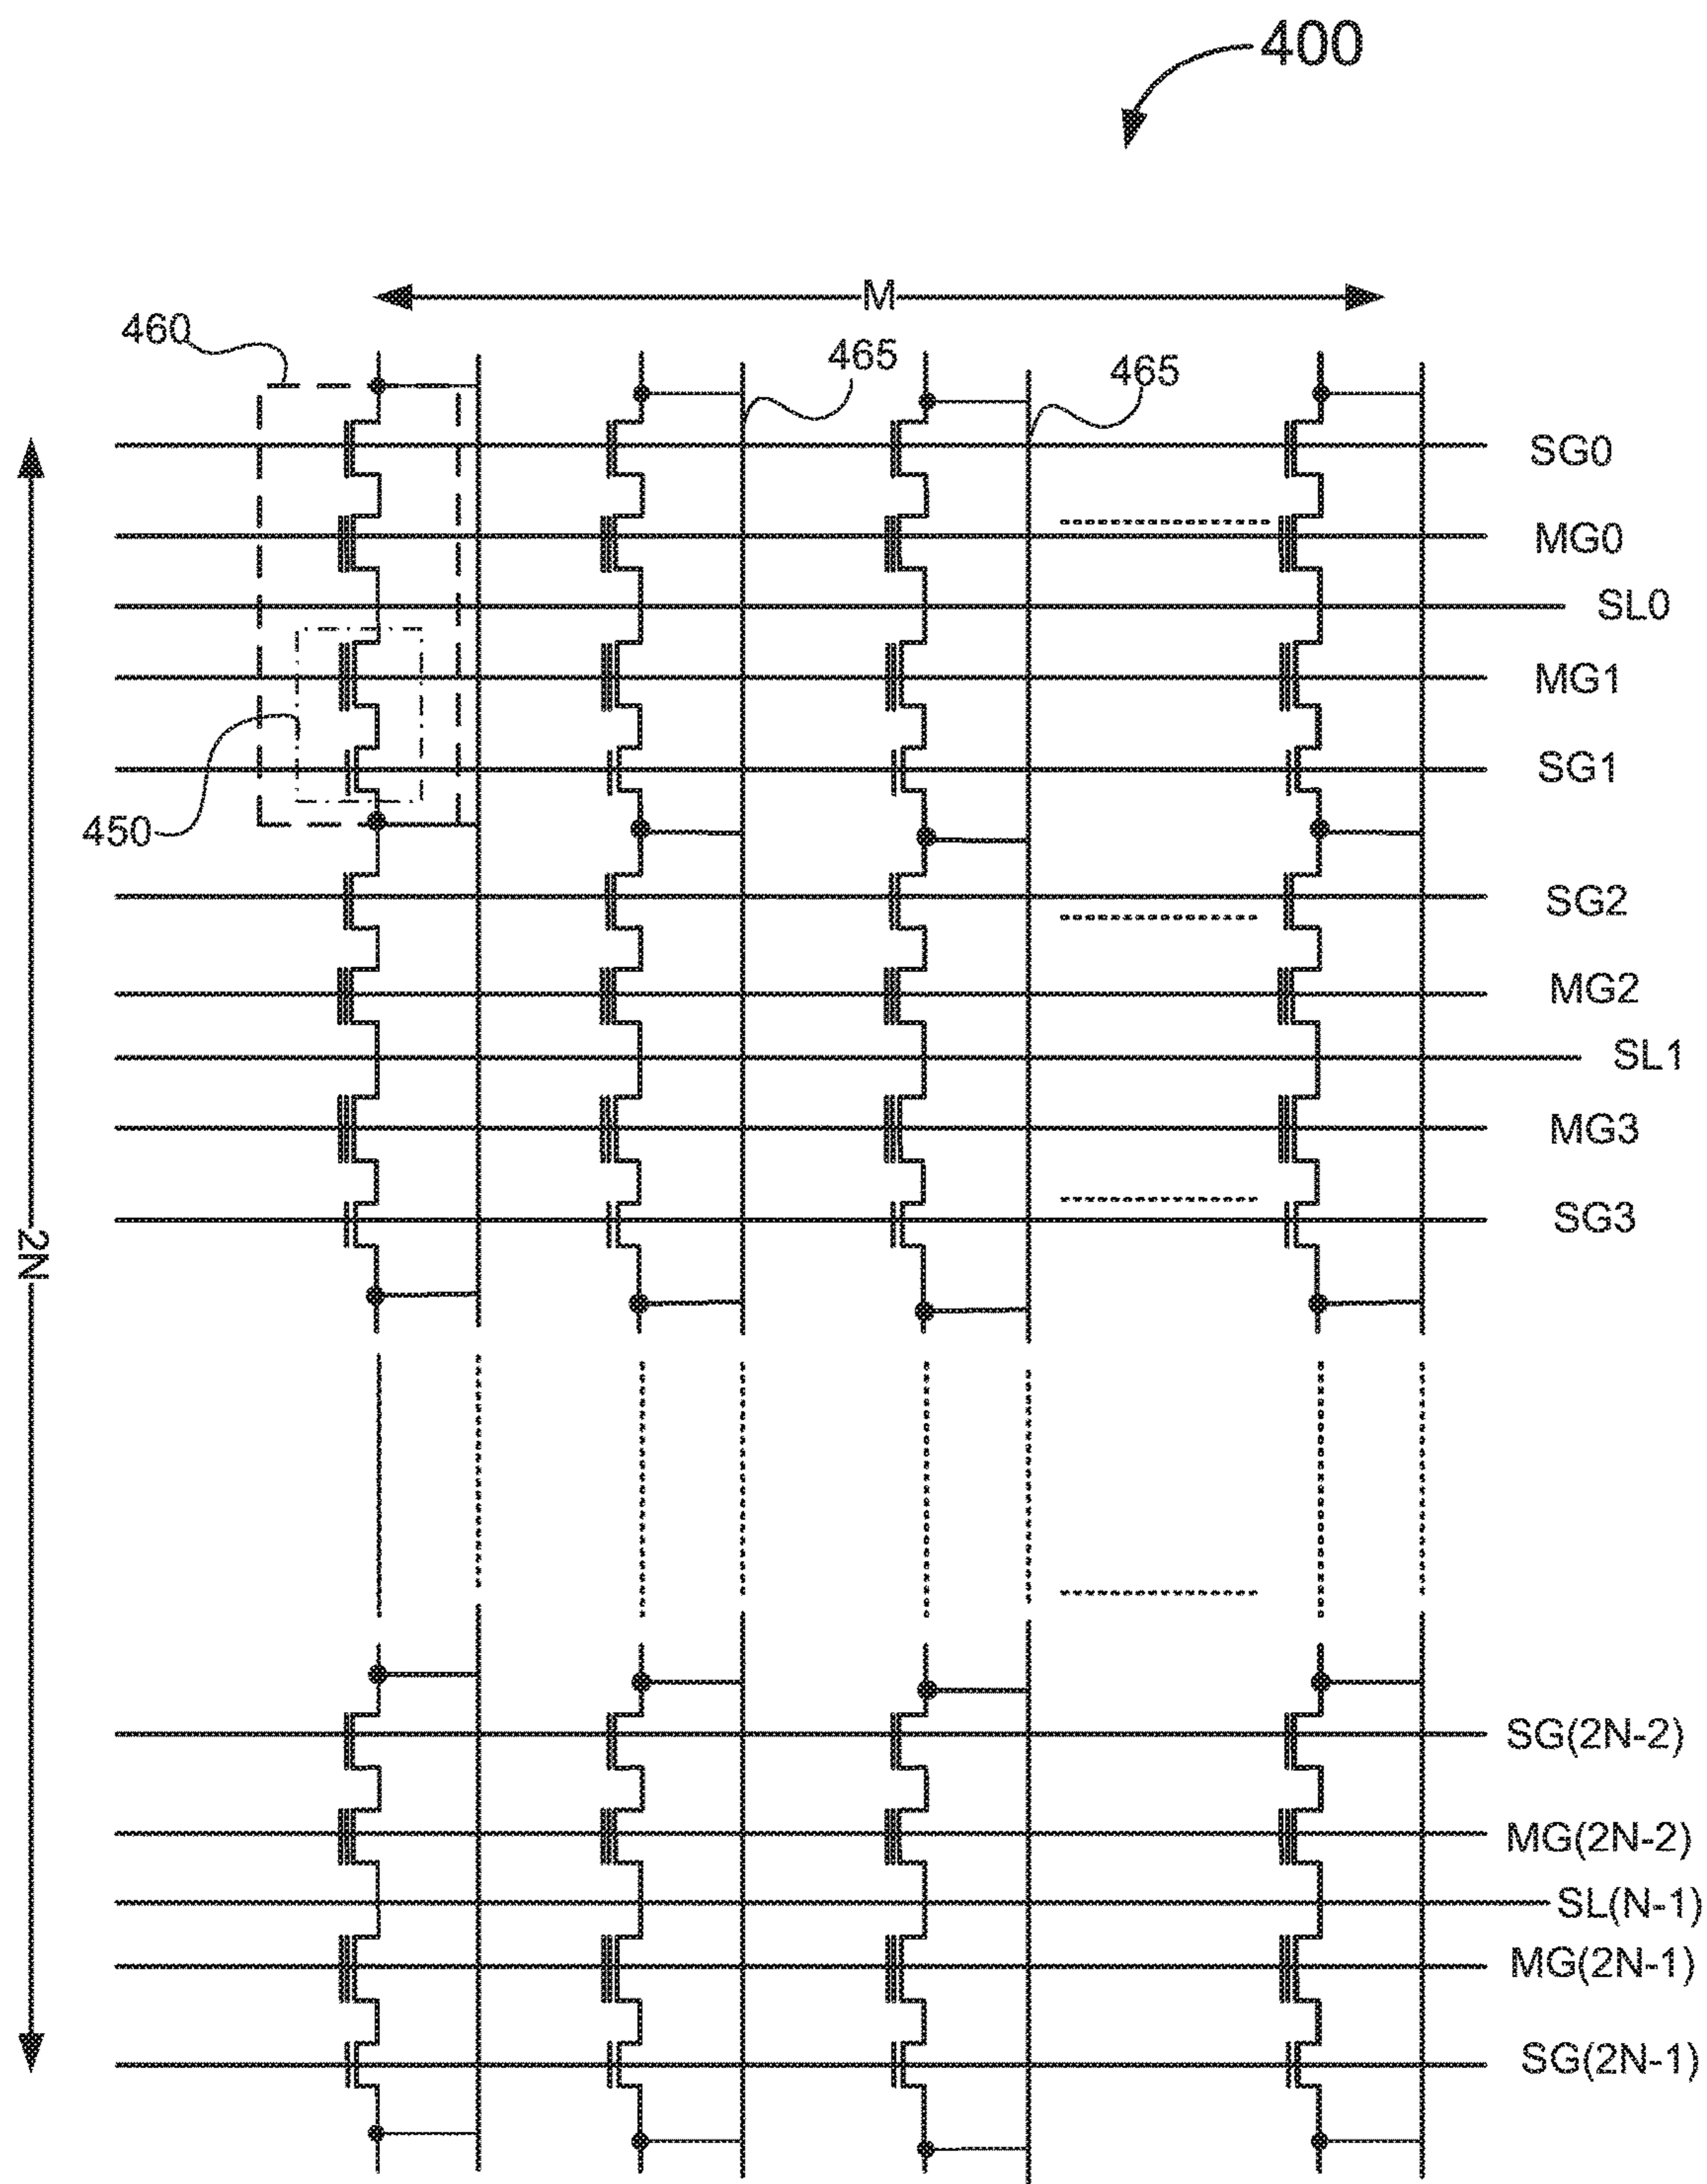 400
M
460
465
465
SG0
MG0
SL0
MG1
SG1
450
SG2
MG2
SL1
MG3
SG3
2N
SG(2N-2)
MG(2N-2)
SL(N-1)
MG(2N-1)
SG(2N-1)